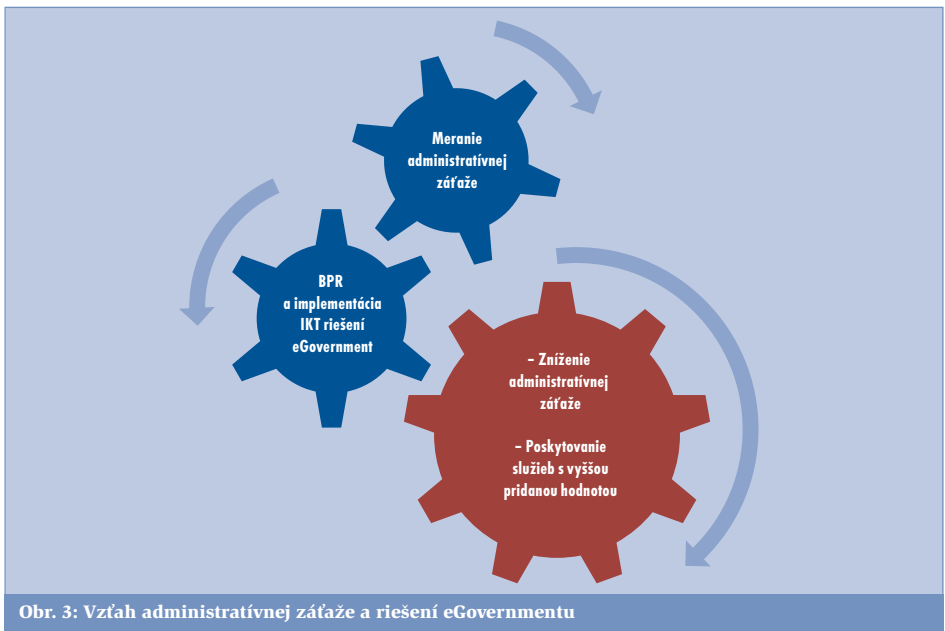 Meranie
administratívnej
záťaže
BPR
a implementácia
IKT riešení
eGovernment
– Zníženie
administratívnej
záťaže
– Poskytovanie
služieb s vyššou
pridanou hodnotou
Obr. 3: Vzťah administratívnej záťaže a riešení eGovernmentu